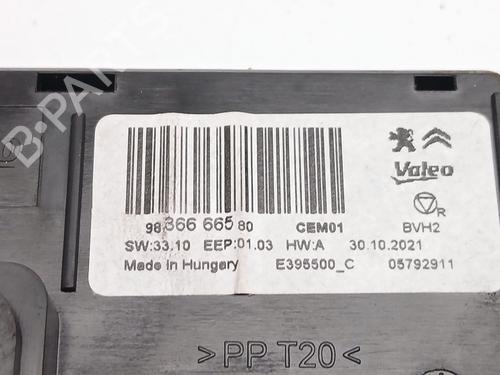 B-PARTS
Valeo
R
98 366 665 80 CEM01 BVH2
SW:33.10 EEP:01.03 HW:A 30.10.2021
Made in Hungary E395500_C 05792911
>PP T20<